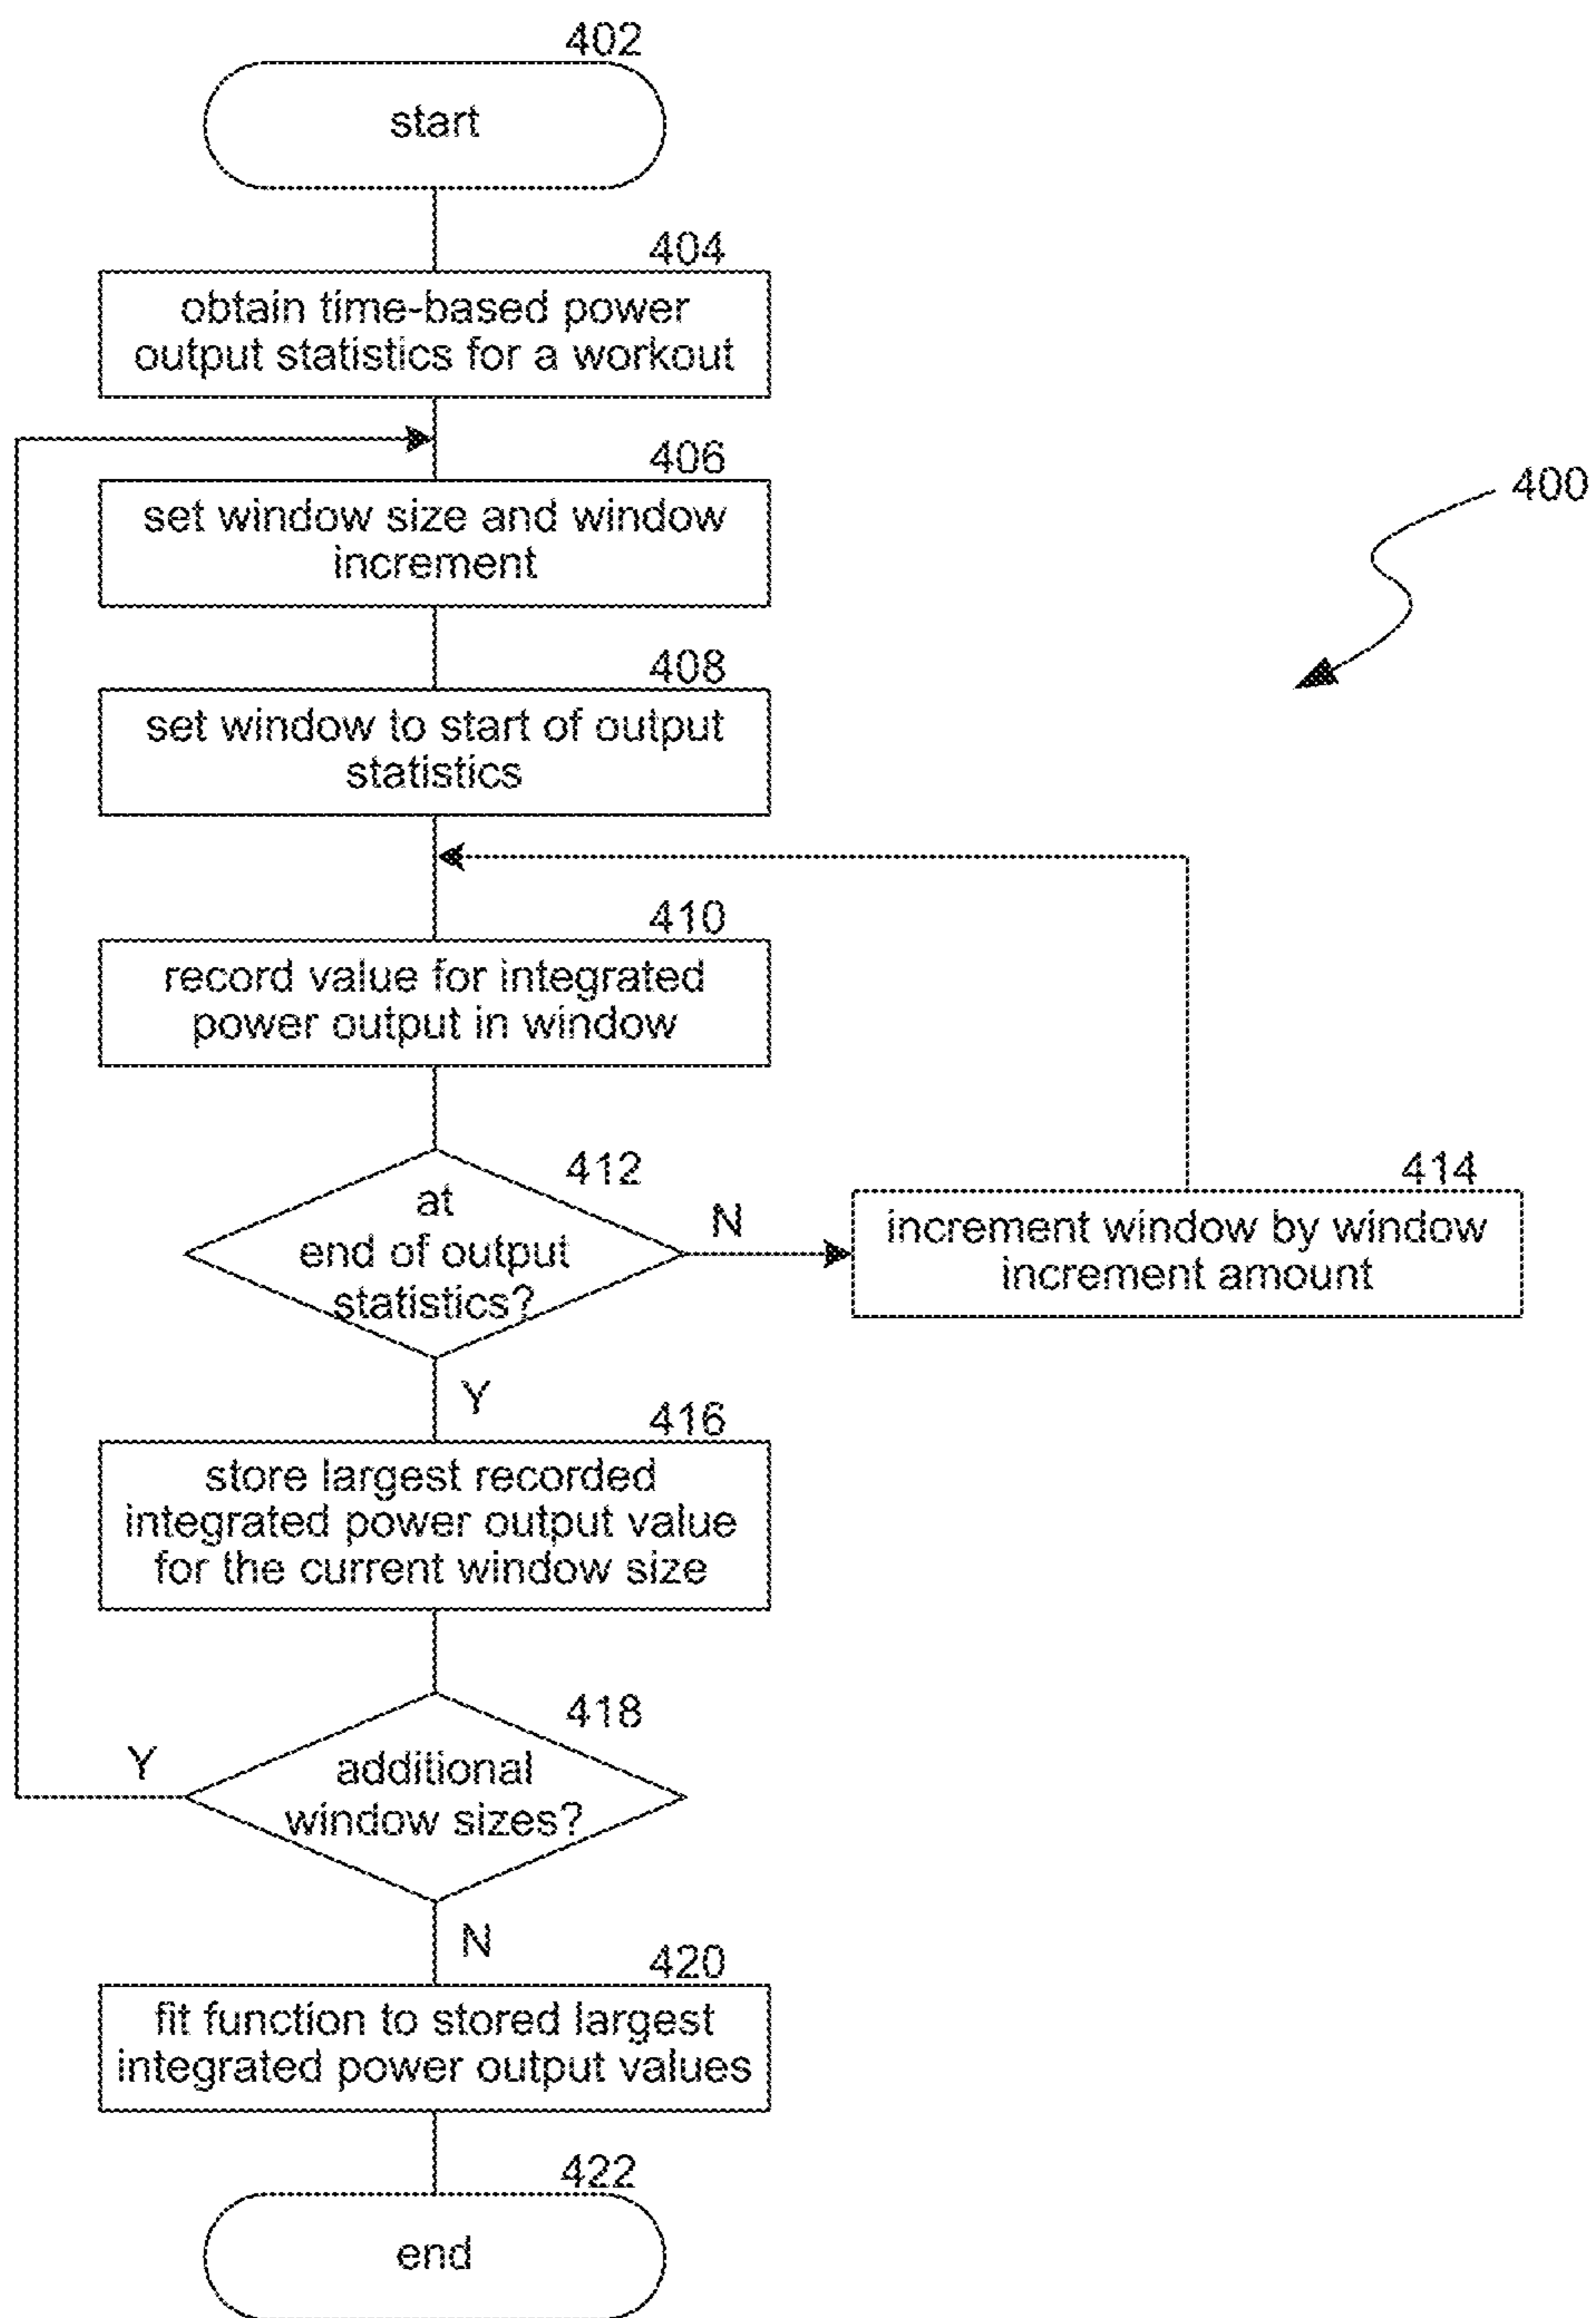 402
start
404
obtain time-based power
output statistics for a workout
406
set window size and window
increment
400
408
set window to start of output
statistics
410
record value for integrated
power output in window
412
at
end of output
statistics?
N
414
increment window by window
increment amount
Y
416
store largest recorded
integrated power output value
for the current window size
418
additional
window sizes?
Y
N
420
fit function to stored largest
integrated power output values
422
end